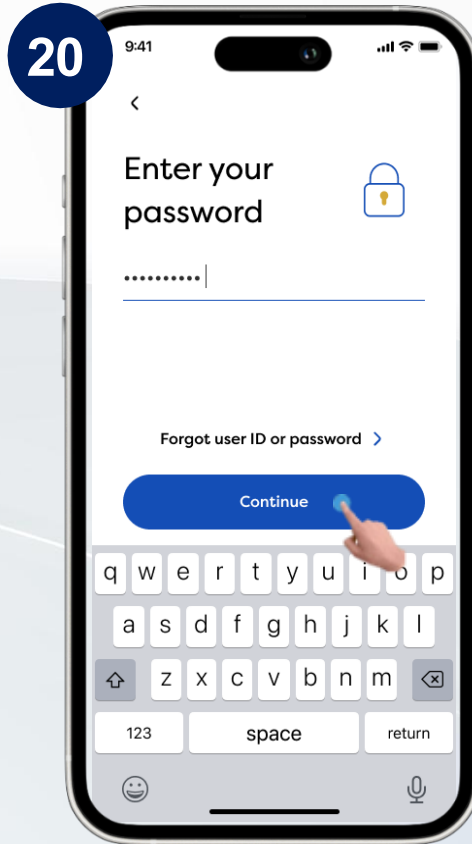 20
9:41
Enter your
password
••••••••••
Forgot user ID or password
Continue
q w e r t y u i o p
a s d f g h j k l
z x c v b n m
123 space return